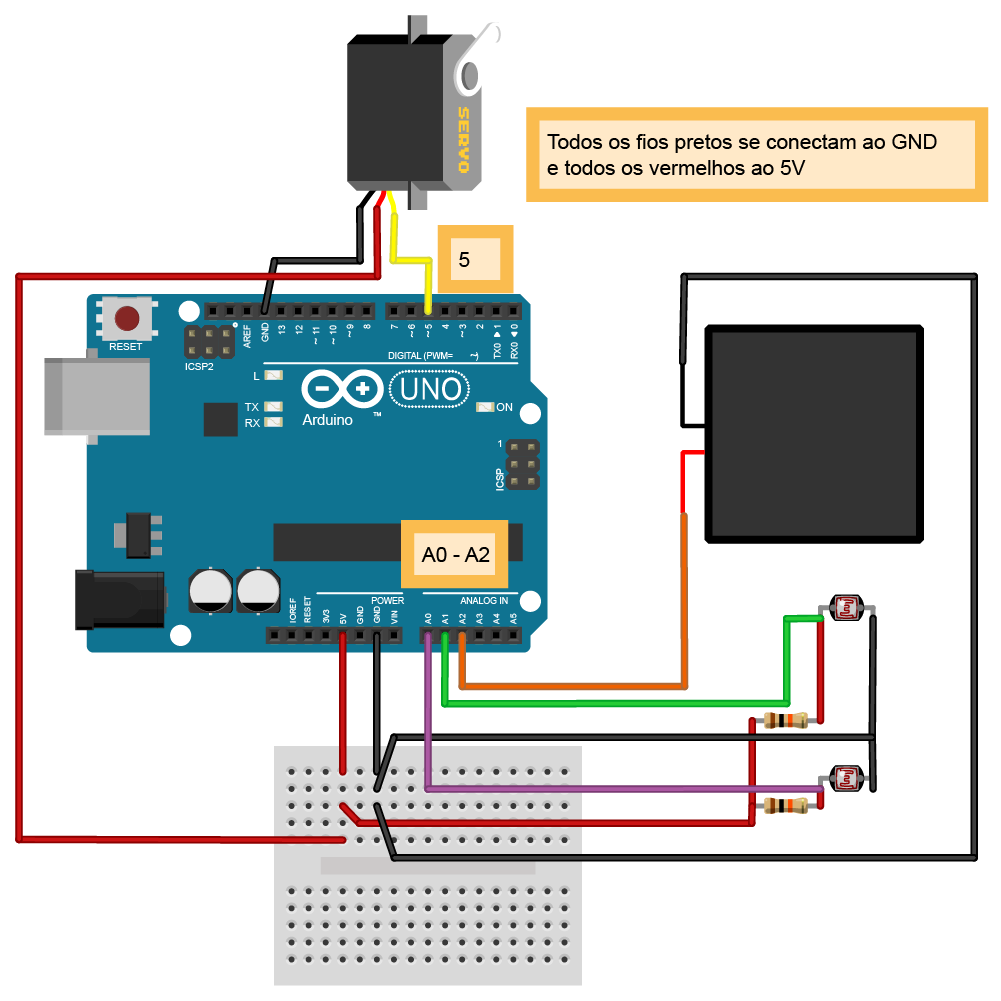 SERVO
Todos os fios pretos se conectam ao GND
e todos os vermelhos ao 5V
5
RESET
ICSP2
AREF
GND
13
12
~ 11
~ 10
~ 9
8
7
~ 6
~ 5
4
~ 3
2
TX0 ▶ 1
RX0 ◀ 0
DIGITAL (PWM= ~)
L
TX
RX
UNO
Arduino
™
ON
1
ICSP
A0 - A2
POWER
ANALOG IN
IOREF
RESET
3V3
5V
GND
GND
VIN
A0
A1
A2
A3
A4
A5